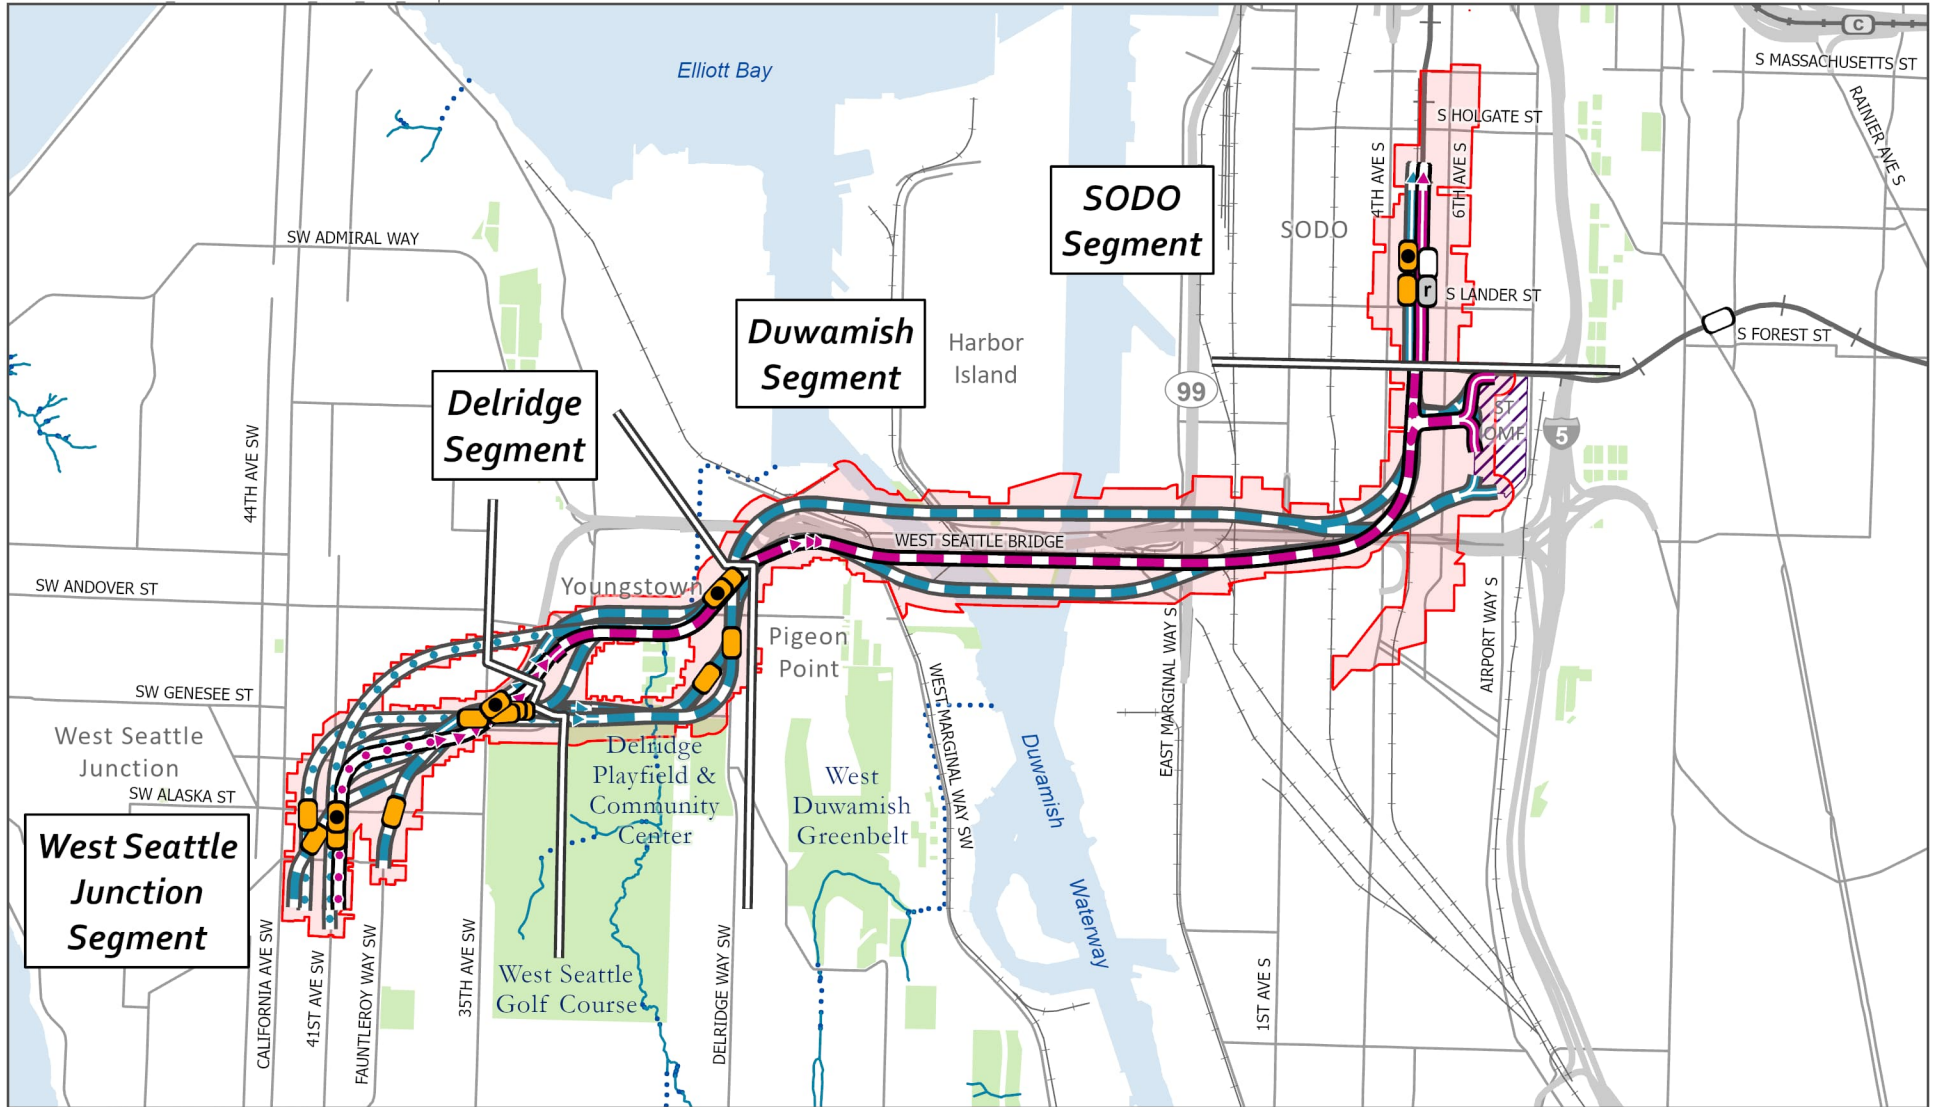 C
S MASSACHUSETTS ST
Elliott Bay
RAINIER AVE S
S HOLGATE ST
4TH AVE S
6TH AVE S
SODO
Segment
SODO
SW ADMIRAL WAY
r
S LANDER ST
S FOREST ST
Duwamish
Segment
Harbor
Island
99
Delridge
Segment
ST
OMF
5
44TH AVE SW
WEST SEATTLE BRIDGE
SW ANDOVER ST
Youngstown
AIRPORT WAY S
EAST MARGINAL WAY S
Pigeon
Point
WEST MARGINAL WAY SW
SW GENESEE ST
West Seattle
Junction
SW ALASKA ST
Delridge
Playfield &
Community
Center
West
Duwamish
Greenbelt
Duwamish
Waterway
West Seattle
Junction
Segment
West Seattle
Golf Course
CALIFORNIA AVE SW
41ST AVE SW
FAUNTLEROY WAY SW
35TH AVE SW
DELRIDGE WAY SW
1ST AVE S